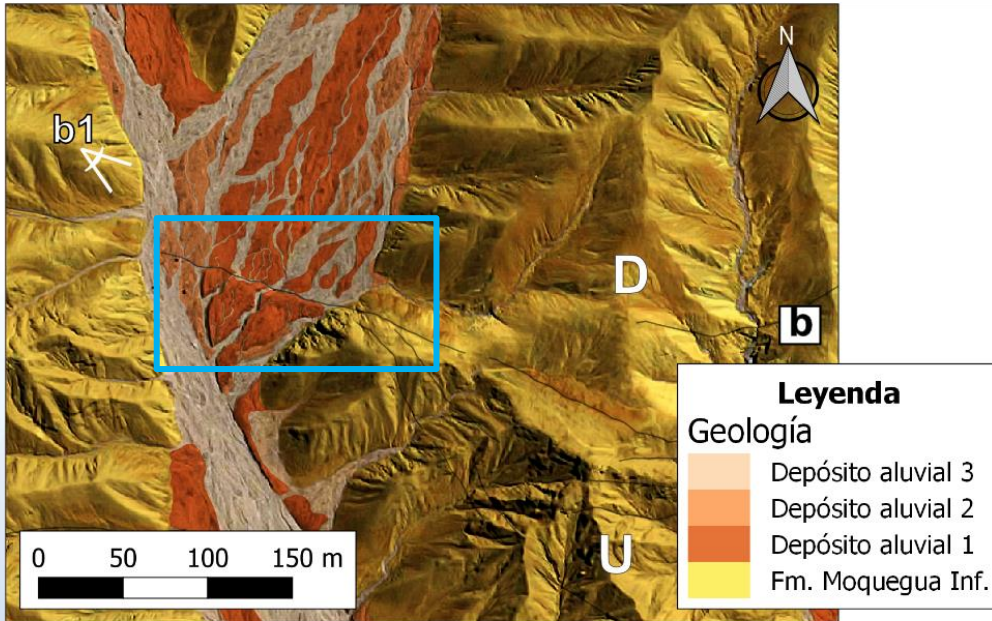 N
b1
D
b
U
Leyenda
Geología
Depósito aluvial 3
Depósito aluvial 2
Depósito aluvial 1
Fm. Moquegua Inf.
0 50 100 150 m